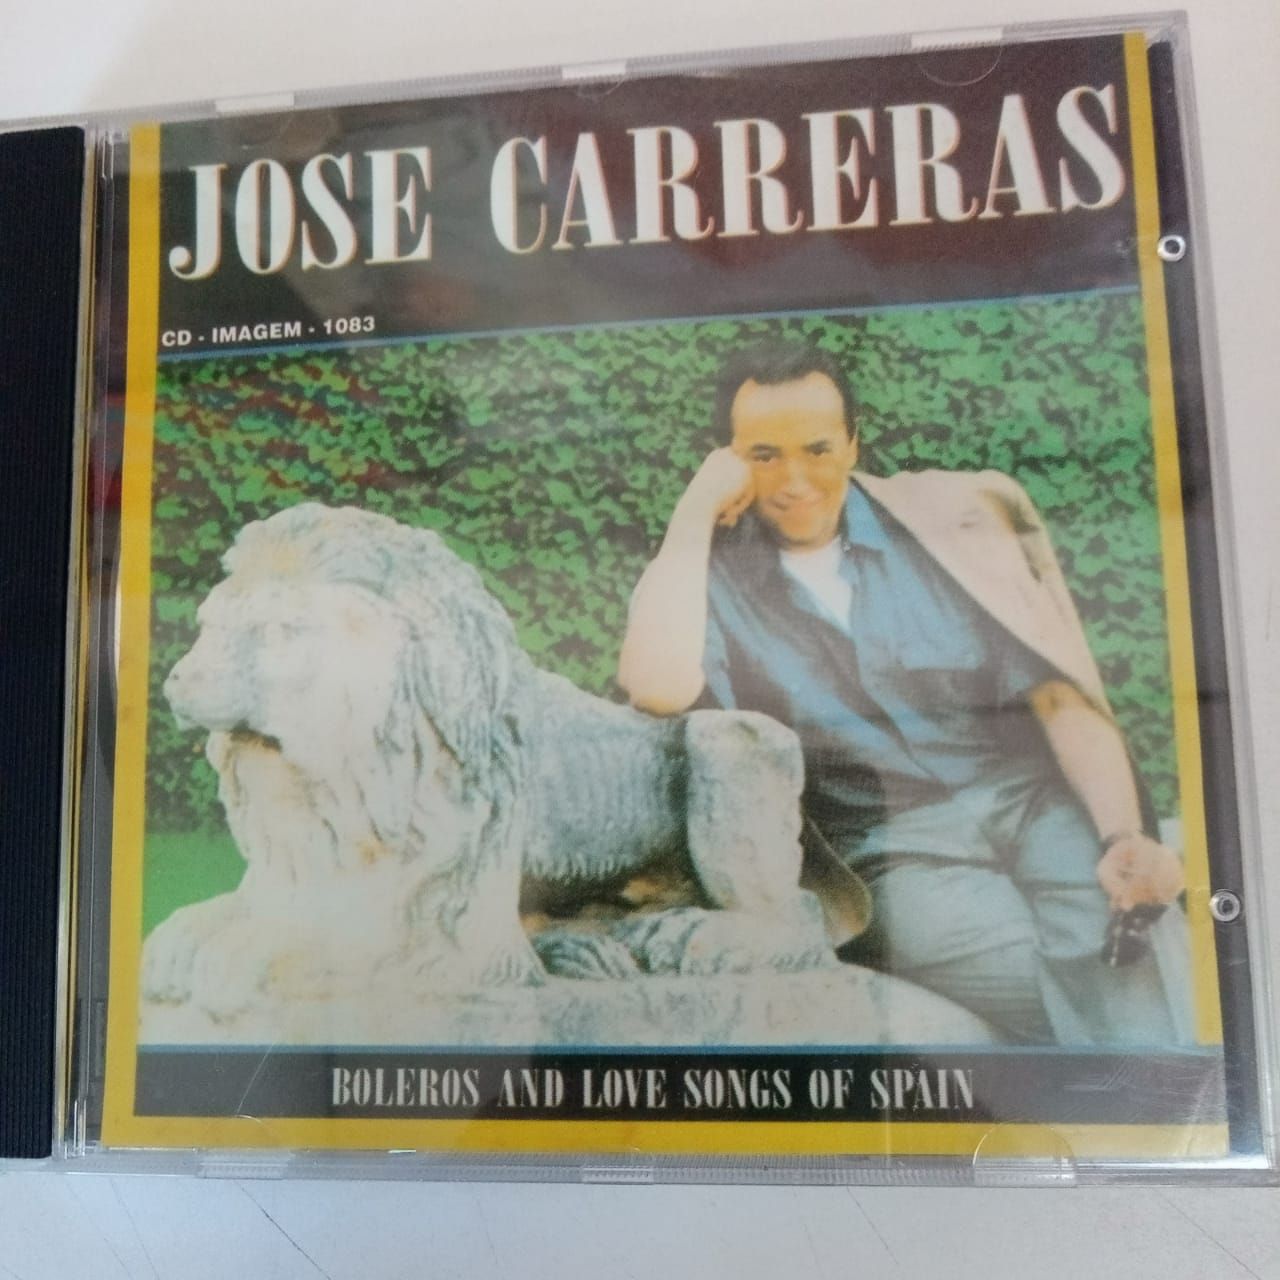 JOSE CARRERAS
CD - IMAGEM - 1083
BOLEROS AND LOVE SONGS OF SPAIN